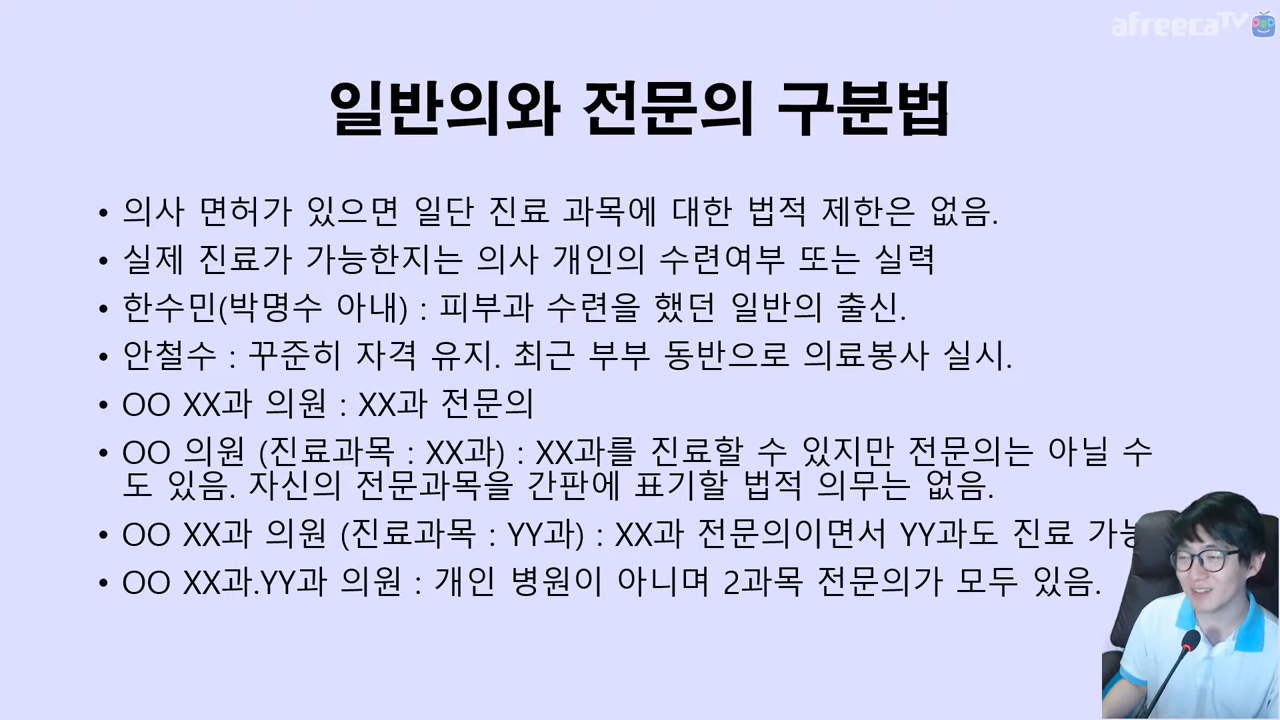 afreecaTV
일반의와 전문의 구분법
• 의사 면허가 있으면 일단 진료 과목에 대한 법적 제한은 없음.
• 실제 진료가 가능한지는 의사 개인의 수련여부 또는 실력
• 한수민(박명수 아내) : 피부과 수련을 했던 일반의 출신.
• 안철수 : 꾸준히 자격 유지. 최근 부부 동반으로 의료봉사 실시.
• OO XX과 의원 : XX과 전문의
• OO 의원 (진료과목 : XX과) : XX과를 진료할 수 있지만 전문의는 아닐 수
도 있음. 자신의 전문과목을 간판에 표기할 법적 의무는 없음.
• OO XX과 의원 (진료과목 : YY과) : XX과 전문의이면서 YY과도 진료 가능
• OO XX과.YY과 의원 : 개인 병원이 아니며 2과목 전문의가 모두 있음.